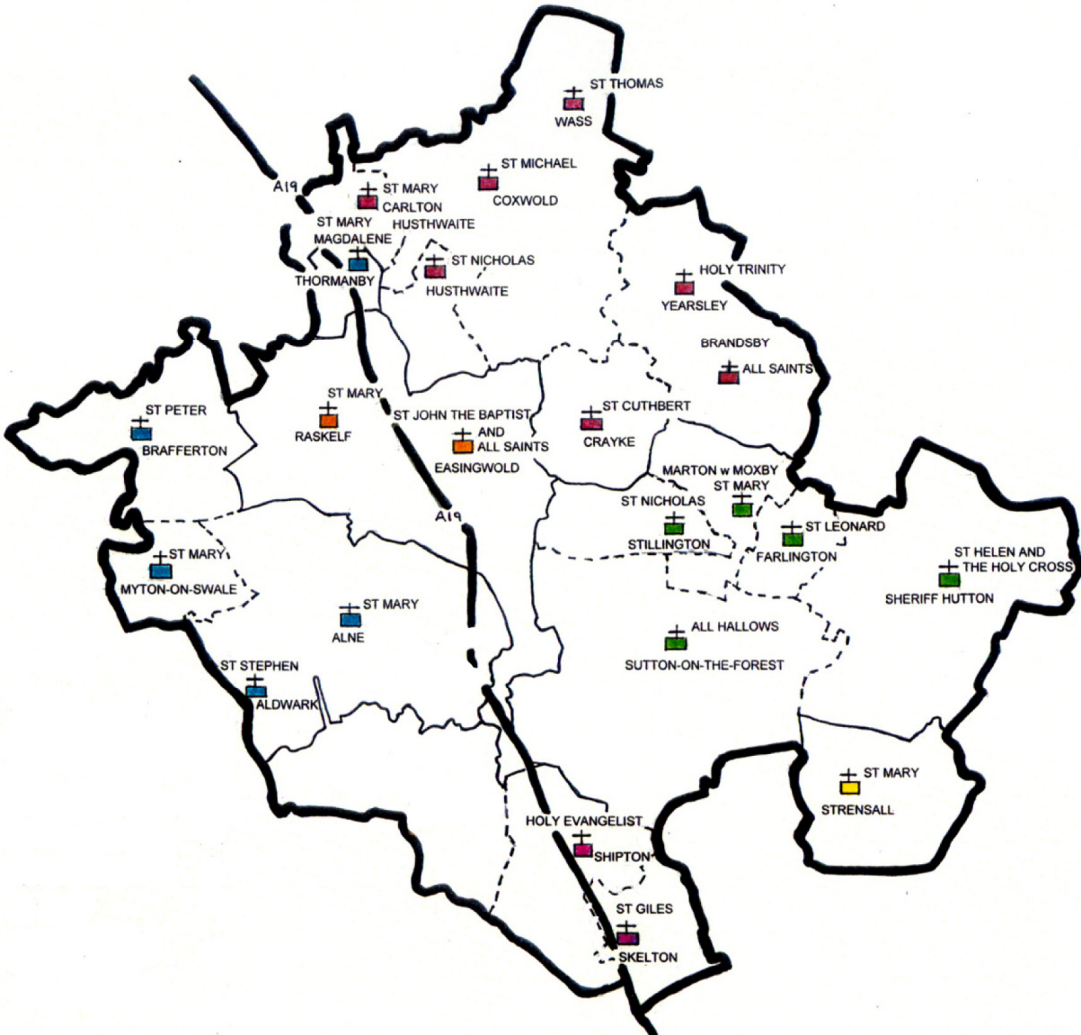 ST THOMAS
WASS
ST MICHAEL
COXWOLD
A19
ST MARY
CARLTON
HUSTHWAITE
ST MARY
MAGDALENE
THORMANBY
ST NICHOLAS
HUSTHWAITE
HOLY TRINITY
YEARSLEY
BRANDSBY
ALL SAINTS
ST PETER
BRAFFERTON
ST MARY
RASKELF
ST JOHN THE BAPTIST
AND
ALL SAINTS
EASINGWOLD
ST CUTHBERT
CRAYKE
MARTON w MOXBY
ST MARY
ST NICHOLAS
STILLINGTON
ST LEONARD
FARLINGTON
ST HELEN AND
THE HOLY CROSS
SHERIFF HUTTON
A19
ST MARY
MYTON-ON-SWALE
ST MARY
ALNE
ALL HALLOWS
SUTTON-ON-THE-FOREST
ST STEPHEN
ALDWARK
ST MARY
STRENSALL
HOLY EVANGELIST
SHIPTON
ST GILES
SKELTON